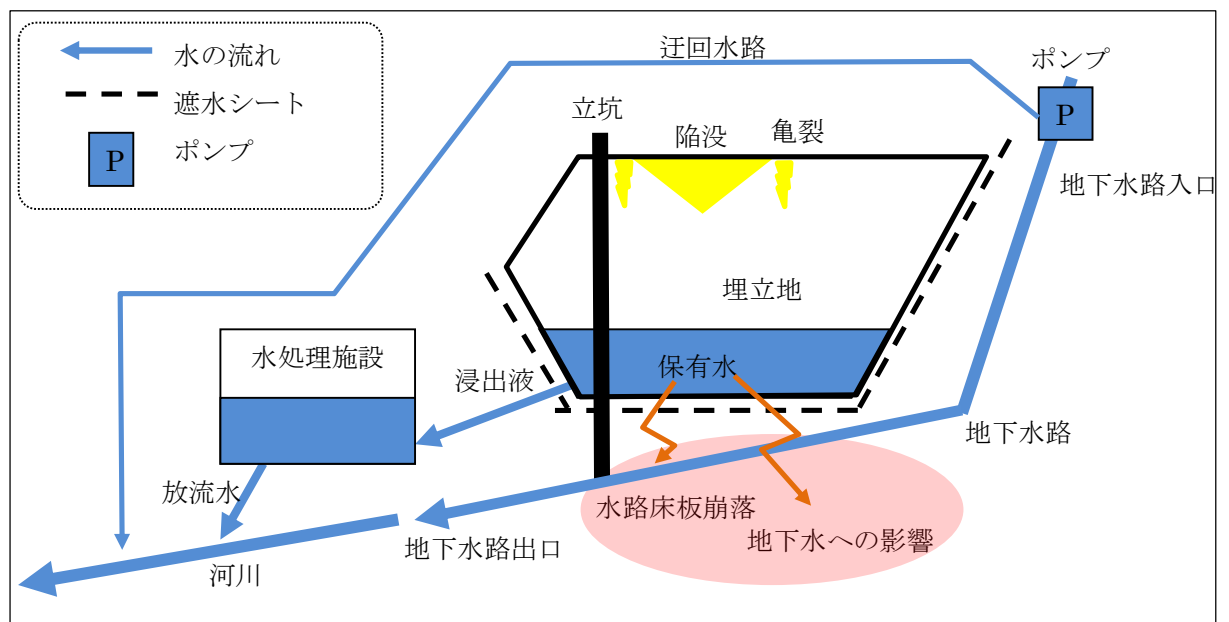 水の流れ
遮水シート
P
ポンプ
迂回水路
ポンプ
P
立坑
陥没
亀裂
地下水路入口
埋立地
水処理施設
保有水
浸出液
地下水路
放流水
水路床板崩落
地下水への影響
地下水路出口
河川